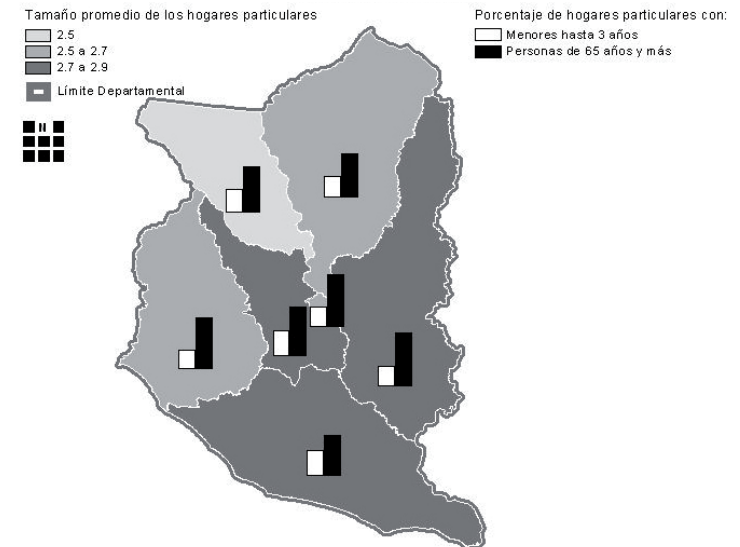 Tamaño promedio de los hogares particulares
2.5
2.5 a 2.7
2.7 a 2.9
Límite Departamental
Porcentaje de hogares particulares con:
Menores hasta 3 años
Personas de 65 años y más